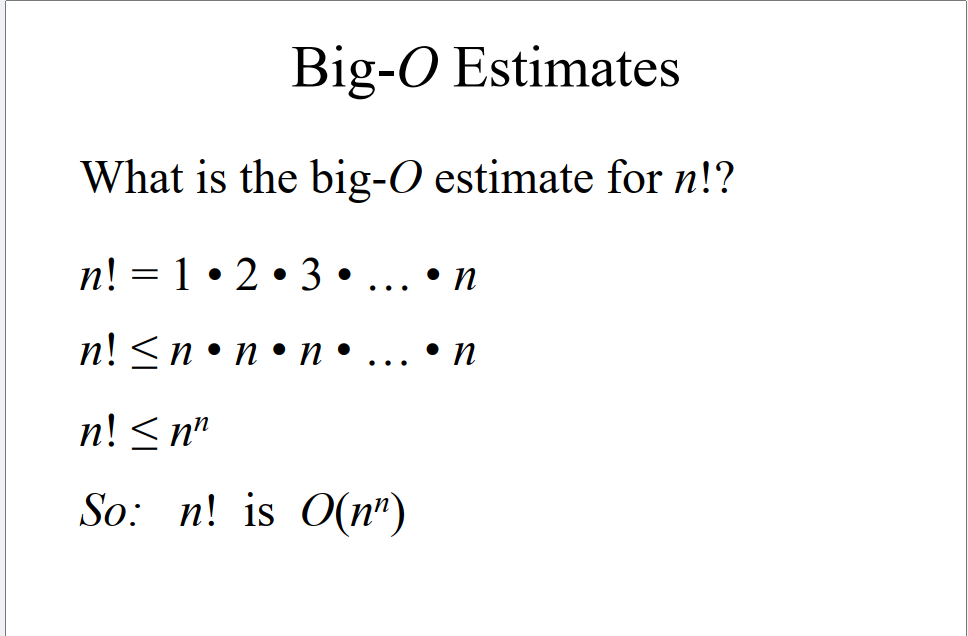 Big-O Estimates
What is the big-O estimate for n!?
n! = 1 • 2 • 3 • … • n
n! ≤ n • n • n • … • n
n! ≤ nⁿ
So: n! is O(nⁿ)